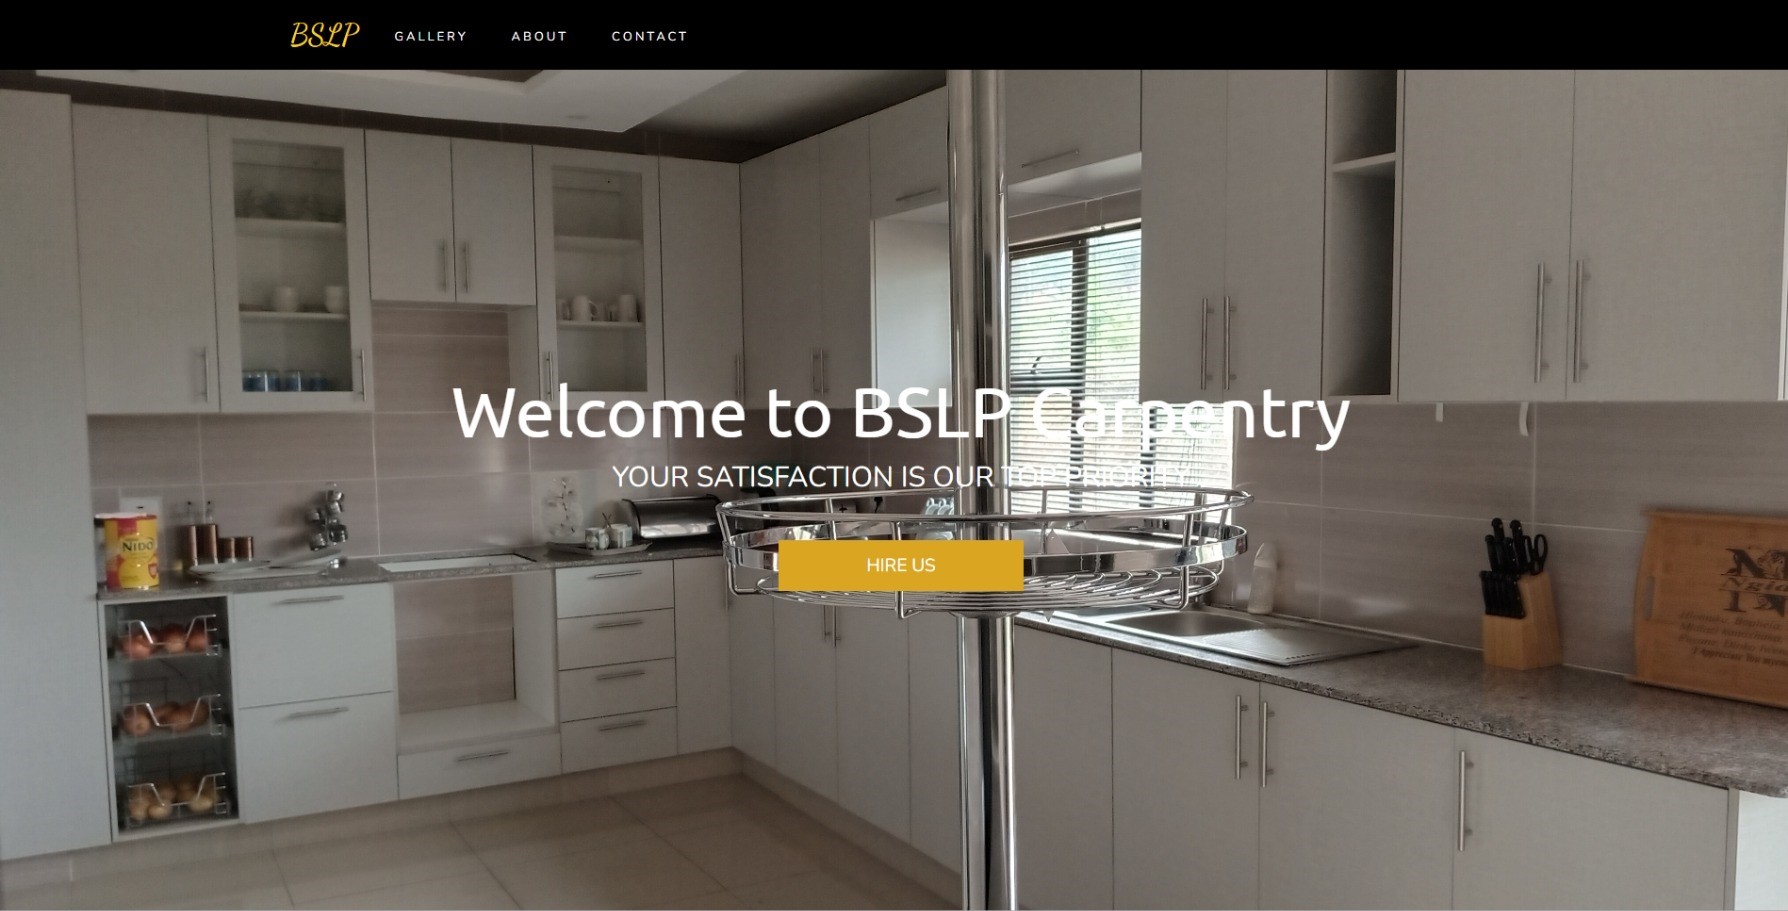 BSLP GALLERY ABOUT CONTACT
Welcome to BSLP Carpentry
YOUR SATISFACTION IS OUR TOP PRIORITY
NIDO
HIRE US